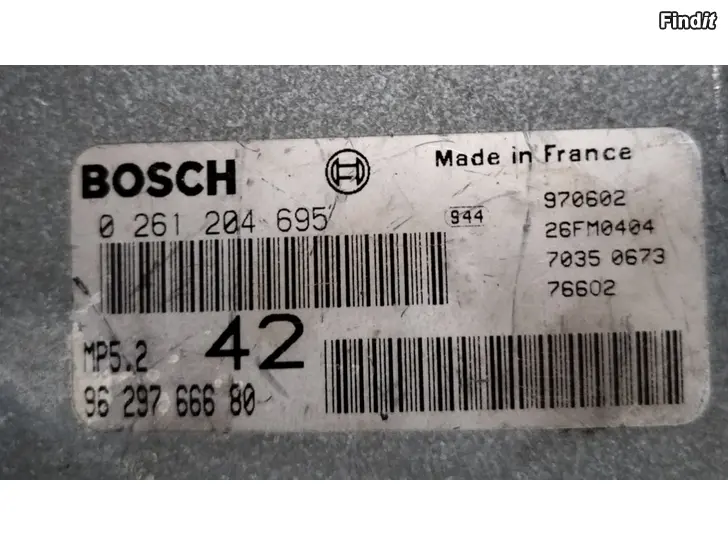 Findit
BOSCH
Made in France
0 261 204 695
944
970602
26FM0404
7035 0673
76602
MP5.2
42
96 297 666 80